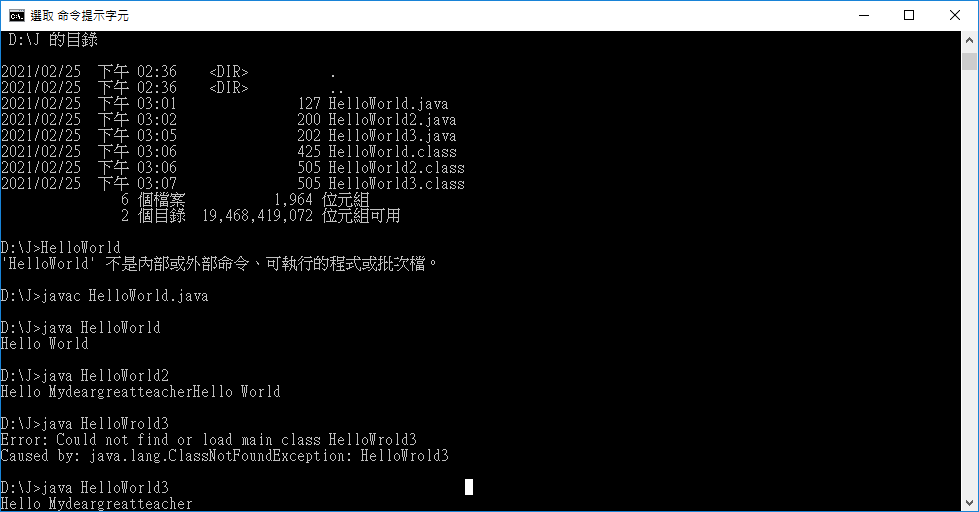 選取 命令提示字元
D:\J 的目錄
2021/02/25 下午 02:36 <DIR> .
2021/02/25 下午 02:36 <DIR> ..
2021/02/25 下午 03:01 127 HelloWorld.java
2021/02/25 下午 03:02 200 HelloWorld2.java
2021/02/25 下午 03:05 202 HelloWorld3.java
2021/02/25 下午 03:06 425 HelloWorld.class
2021/02/25 下午 03:06 505 HelloWorld2.class
2021/02/25 下午 03:07 505 HelloWorld3.class
6 個檔案 1,964 位元組
2 個目錄 19,468,419,072 位元組可用
D:\J>HelloWorld
'HelloWorld' 不是內部或外部命令、可執行的程式或批次檔。
D:\J>javac HelloWorld.java
D:\J>java HelloWorld
Hello World
D:\J>java HelloWorld2
Hello MydeargreatteacherHello World
D:\J>java HelloWrold3
Error: Could not find or load main class HelloWrold3
Caused by: java.lang.ClassNotFoundException: HelloWrold3
D:\J>java HelloWorld3
Hello Mydeargreatteacher